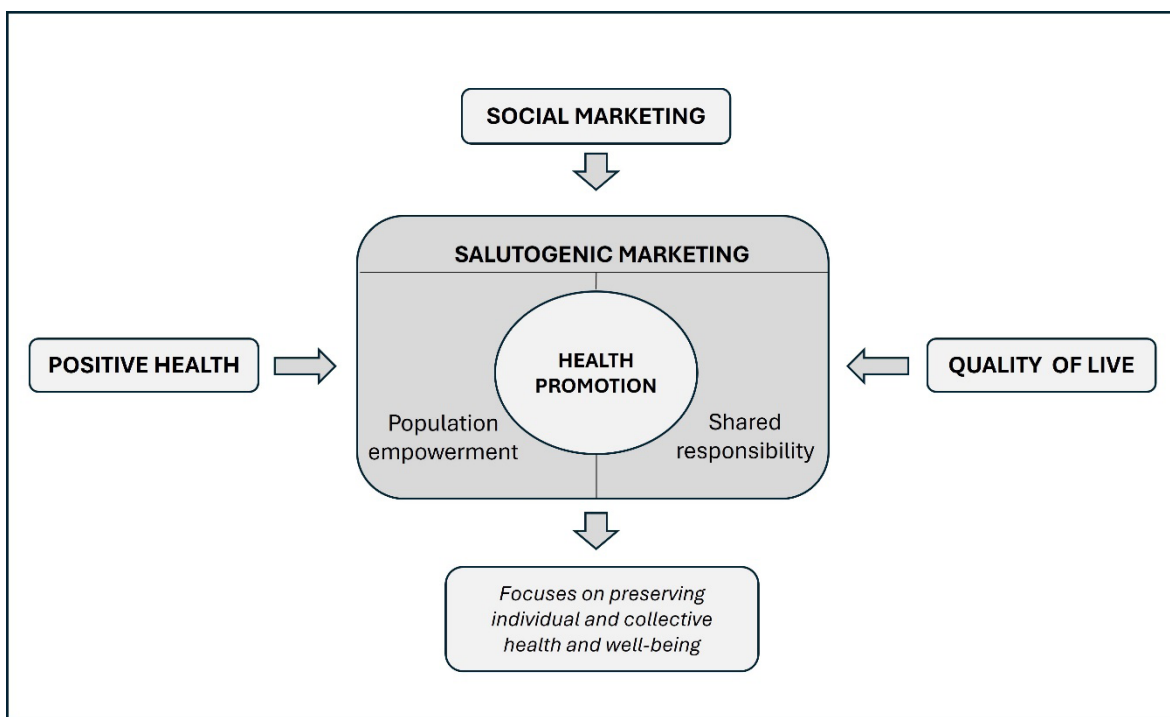 SOCIAL MARKETING
SALUTOGENIC MARKETING
POSITIVE HEALTH
HEALTH
PROMOTION
QUALITY OF LIVE
Population
empowerment
Shared
responsibility
Focuses on preserving
individual and collective
health and well-being